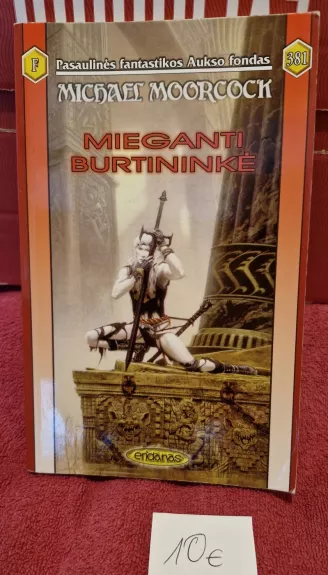 F
Pasaulinės fantastikos Aukso fondas
381
MICHAEL MOORCOCK
MIEGANTI
BURTININKĖ
eridanas
10€